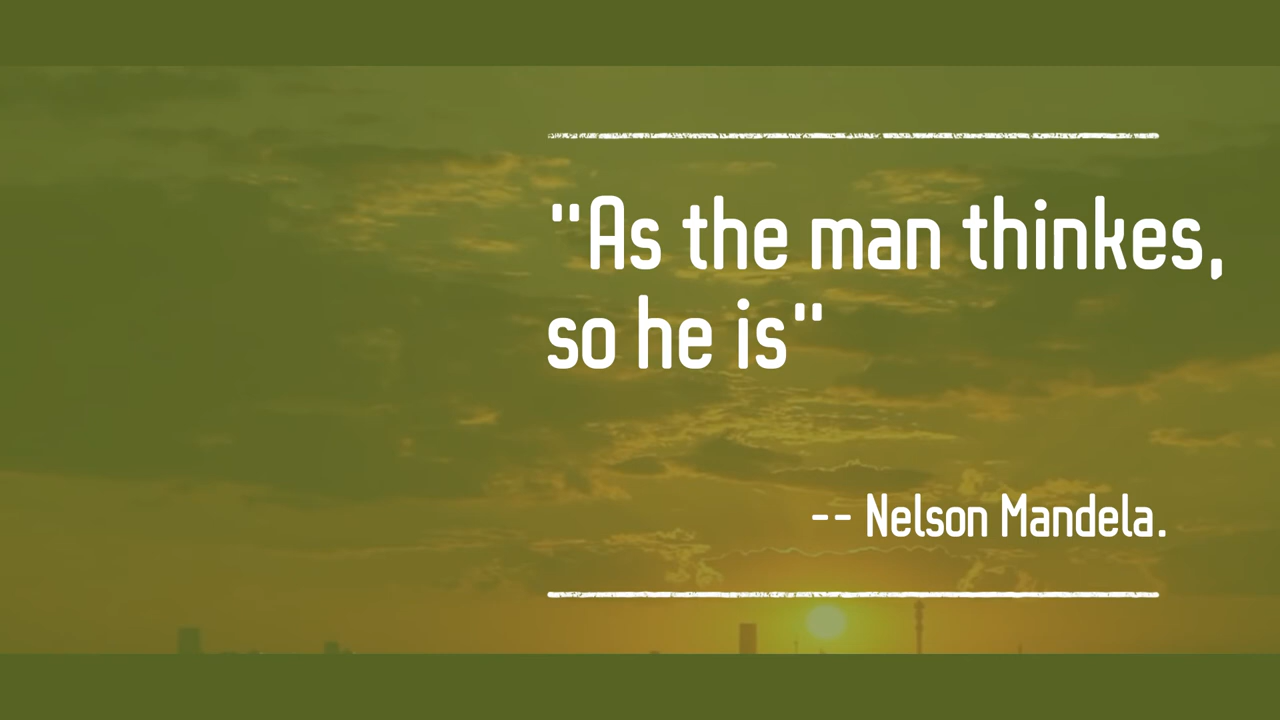 "As the man thinkes,
so he is"
-- Nelson Mandela.